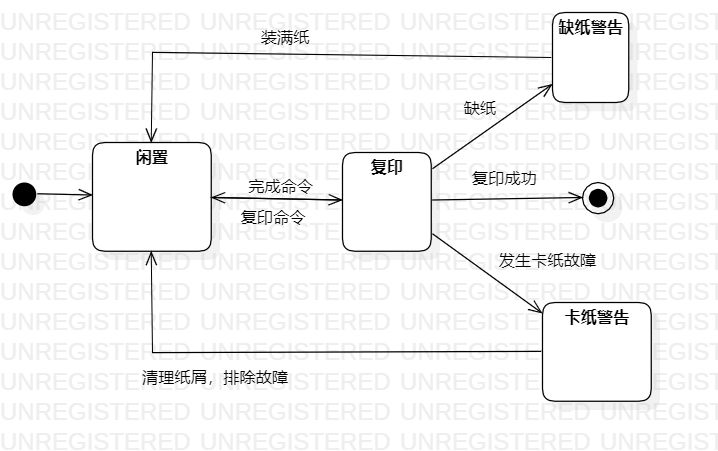 缺纸警告
装满纸
缺纸
闲置
复印
完成命令
复印命令
复印成功
发生卡纸故障
卡纸警告
清理纸屑，排除故障
UNREGISTERED